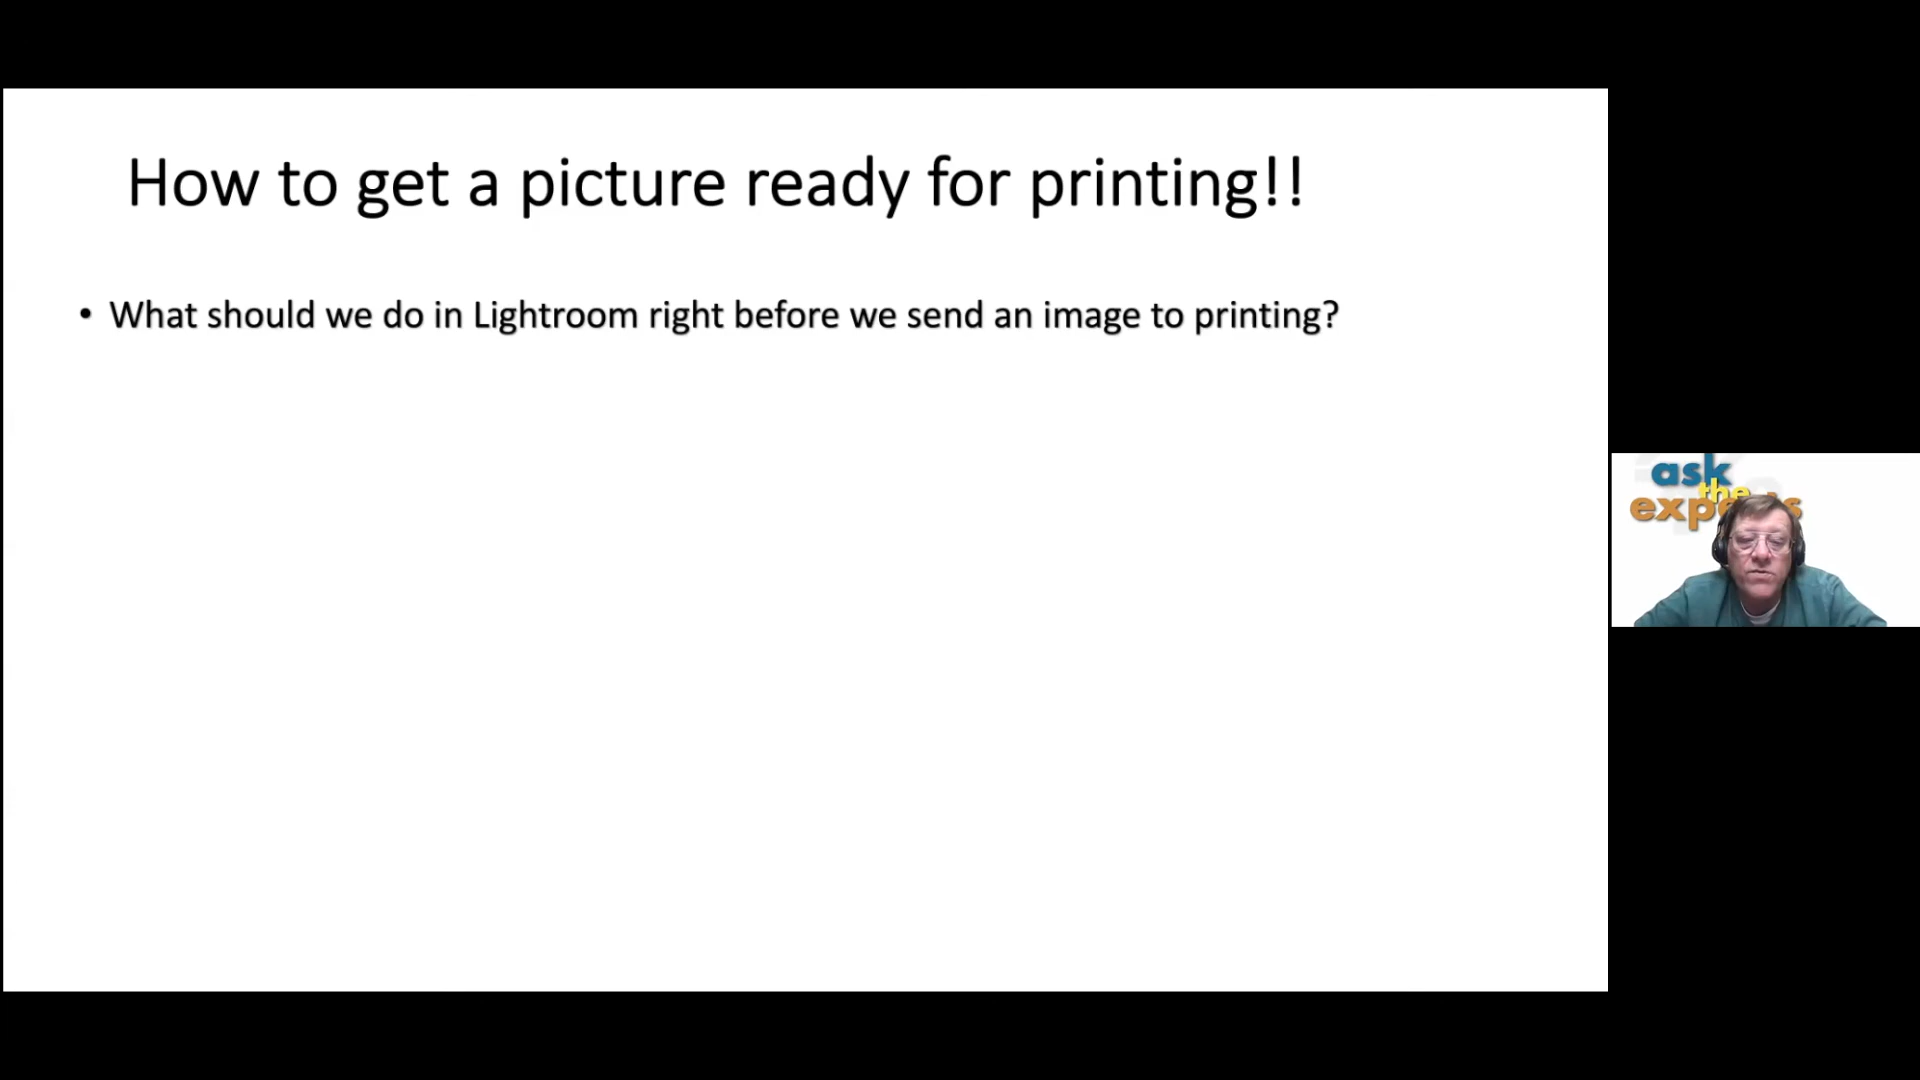 How to get a picture ready for printing!!
• What should we do in Lightroom right before we send an image to printing?
ask
the